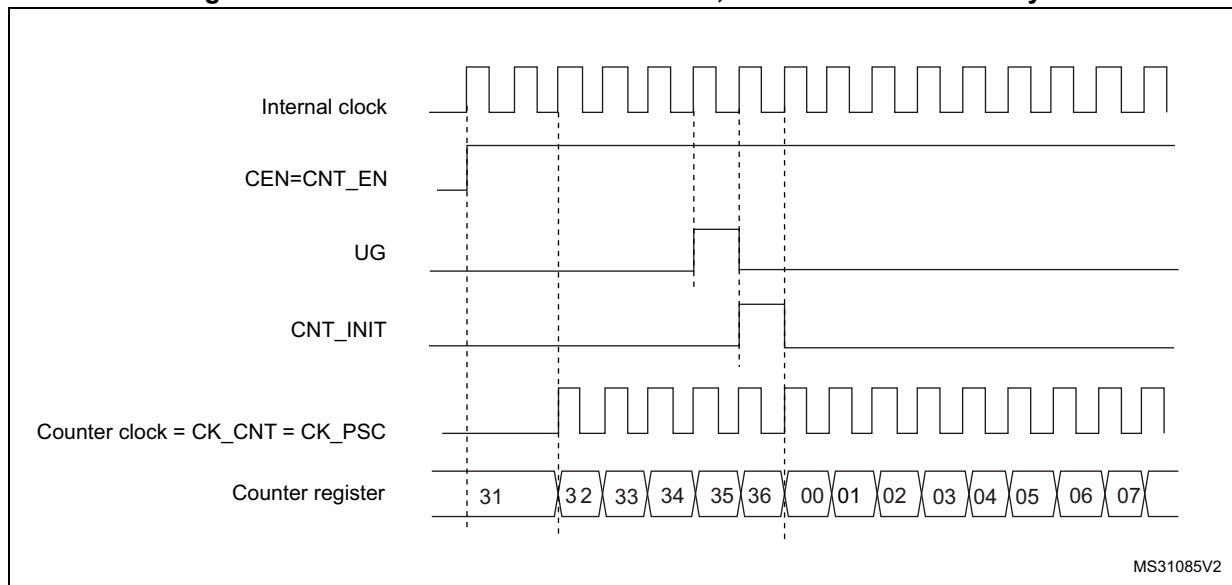 Internal clock
CEN=CNT_EN
UG
CNT_INIT
Counter clock = CK_CNT = CK_PSC
Counter register 31 32 33 34 35 36 00 01 02 03 04 05 06 07
MS31085V2